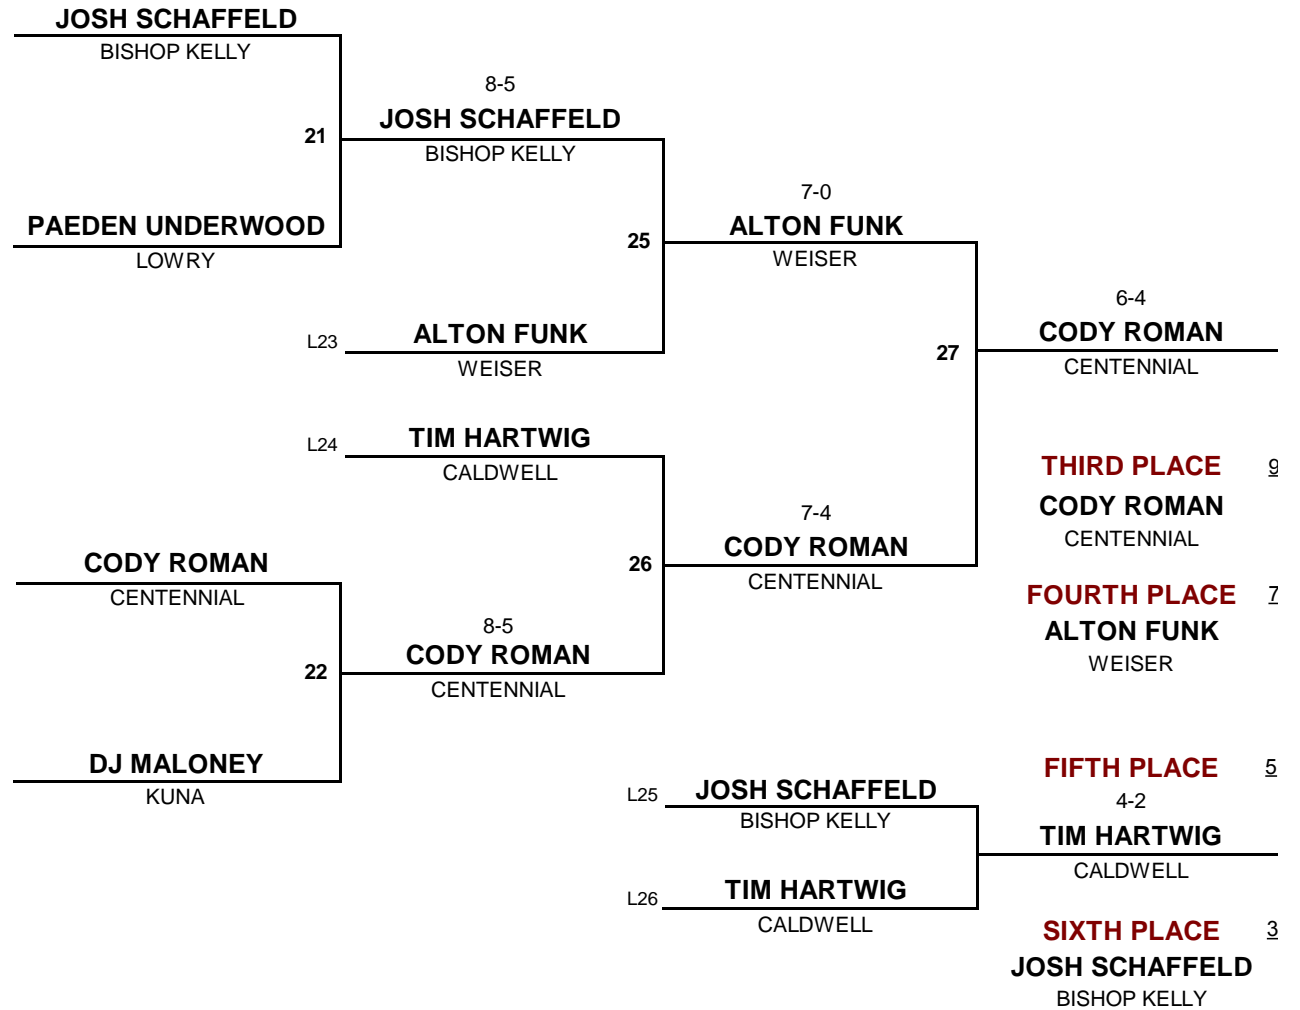 JOSH SCHAFFELD
BISHOP KELLY
8-5
21
JOSH SCHAFFELD
BISHOP KELLY
PAEDEN UNDERWOOD
LOWRY
7-0
25
ALTON FUNK
WEISER
L23
ALTON FUNK
WEISER
6-4
27
CODY ROMAN
CENTENNIAL
L24
TIM HARTWIG
CALDWELL
THIRD PLACE 9
CODY ROMAN
CENTENNIAL
7-4
26
CODY ROMAN
CENTENNIAL
CODY ROMAN
CENTENNIAL
FOURTH PLACE 7
ALTON FUNK
WEISER
8-5
22
CODY ROMAN
CENTENNIAL
DJ MALONEY
KUNA
FIFTH PLACE 5
L25
JOSH SCHAFFELD
BISHOP KELLY
4-2
TIM HARTWIG
CALDWELL
L26
TIM HARTWIG
CALDWELL
SIXTH PLACE 3
JOSH SCHAFFELD
BISHOP KELLY